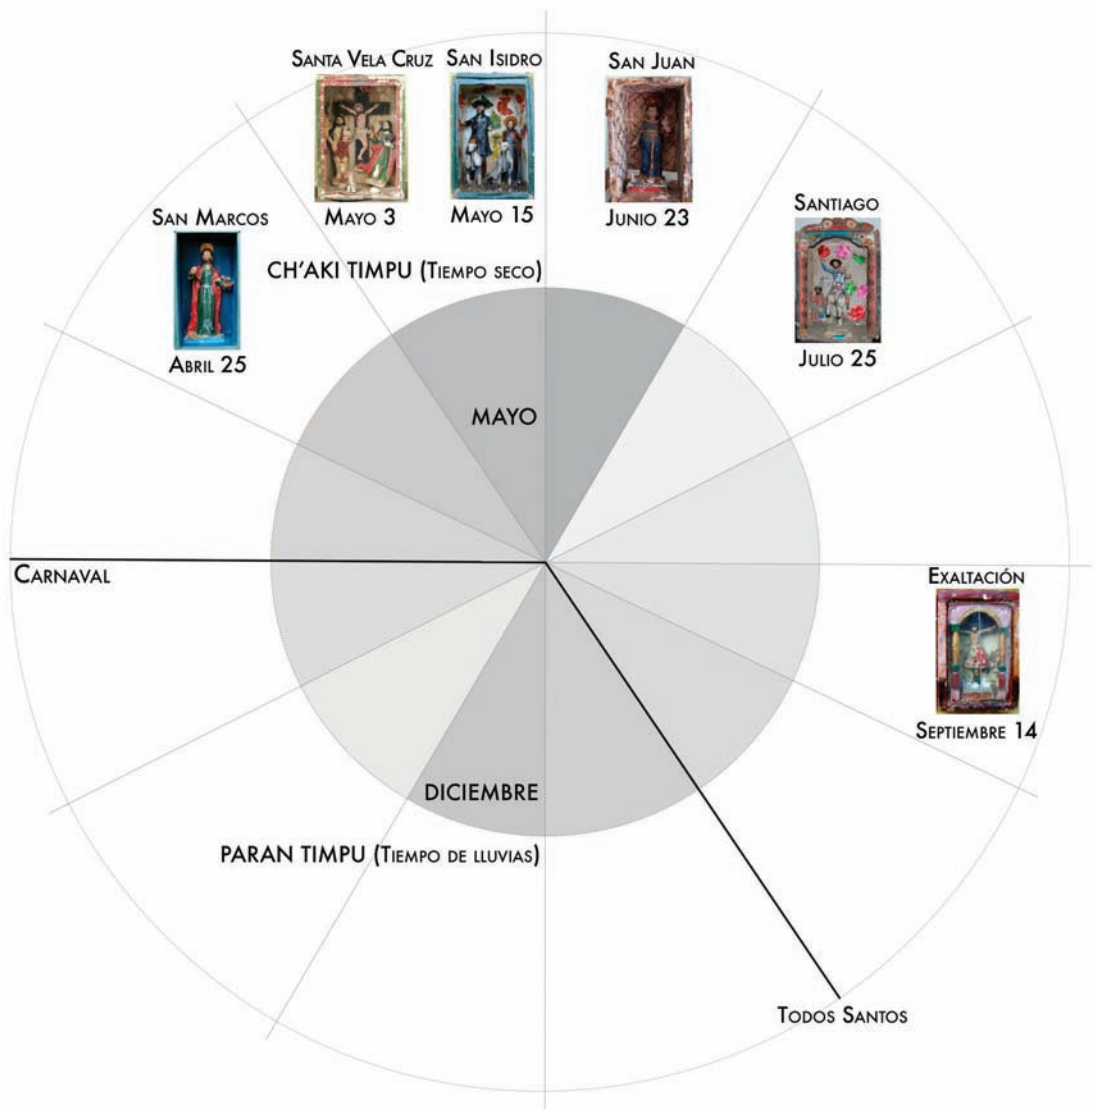 Santa Vela Cruz
San Isidro
San Juan
Mayo 3
Mayo 15
Junio 23
San Marcos
Abril 25
Santiago
Julio 25
CH'AKI TIMPU (Tiempo seco)
MAYO
Carnaval
Exaltación
Septiembre 14
DICIEMBRE
PARAN TIMPU (Tiempo de lluvias)
Todos Santos